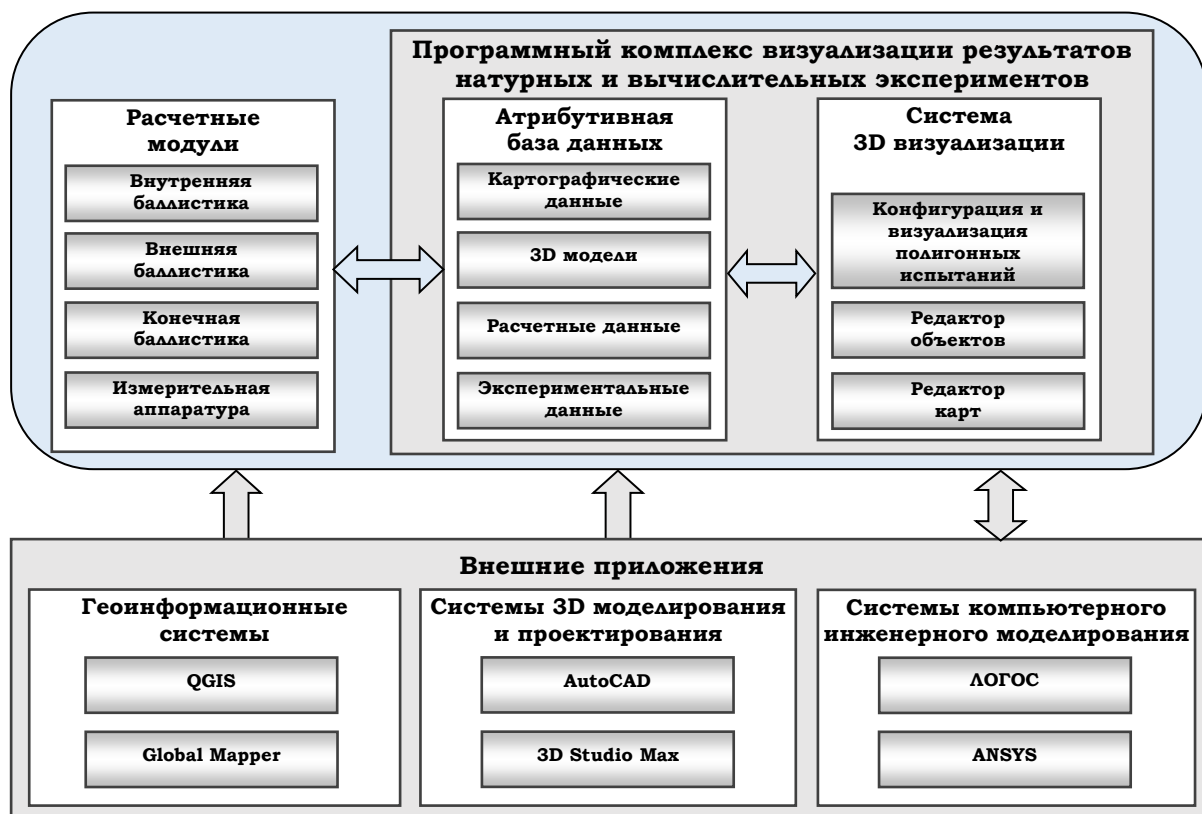 Программный комплекс визуализации результатов
натурных и вычислительных экспериментов
Расчетные
модули
Внутренняя
баллистика
Внешняя
баллистика
Конечная
баллистика
Измерительная
аппаратура
Атрибутивная
база данных
Картографические
данные
3D модели
Расчетные данные
Экспериментальные
данные
Система
3D визуализации
Конфигурация и
визуализация
полигонных
испытаний
Редактор
объектов
Редактор
карт
Внешние приложения
Геоинформационные
системы
QGIS
Global Mapper
Системы 3D моделирования
и проектирования
AutoCAD
3D Studio Max
Системы компьютерного
инженерного моделирования
ЛОГОС
ANSYS